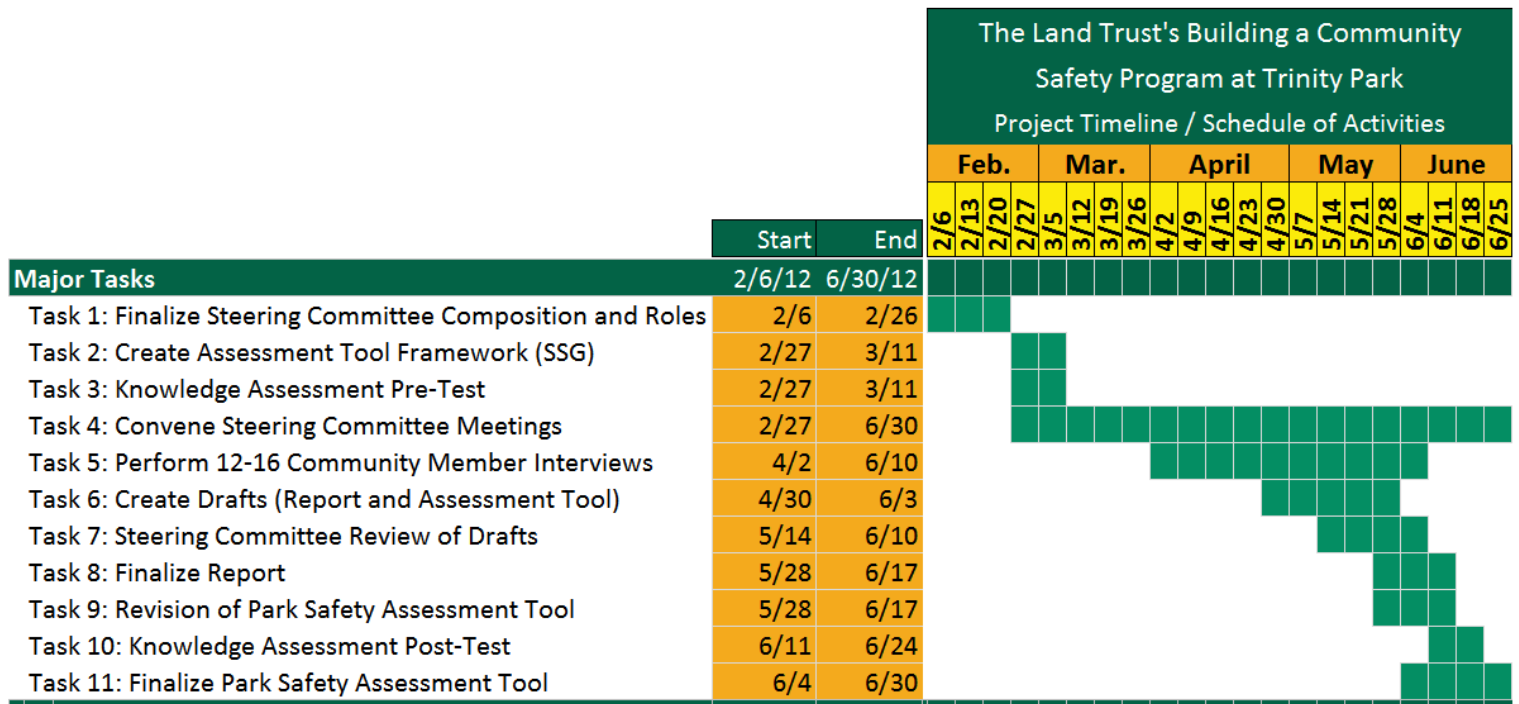 The Land Trust's Building a Community
Safety Program at Trinity Park
Project Timeline / Schedule of Activities
Feb. Mar. April May June
Start End 2/6 2/13 2/20 2/27 3/5 3/12 3/19 3/26 4/2 4/9 4/16 4/23 4/30 5/7 5/14 5/21 5/28 6/4 6/11 6/18 6/25
Major Tasks 2/6/12 6/30/12
Task 1: Finalize Steering Committee Composition and Roles 2/6 2/26
Task 2: Create Assessment Tool Framework (SSG) 2/27 3/11
Task 3: Knowledge Assessment Pre-Test 2/27 3/11
Task 4: Convene Steering Committee Meetings 2/27 6/30
Task 5: Perform 12-16 Community Member Interviews 4/2 6/10
Task 6: Create Drafts (Report and Assessment Tool) 4/30 6/3
Task 7: Steering Committee Review of Drafts 5/14 6/10
Task 8: Finalize Report 5/28 6/17
Task 9: Revision of Park Safety Assessment Tool 5/28 6/17
Task 10: Knowledge Assessment Post-Test 6/11 6/24
Task 11: Finalize Park Safety Assessment Tool 6/4 6/30